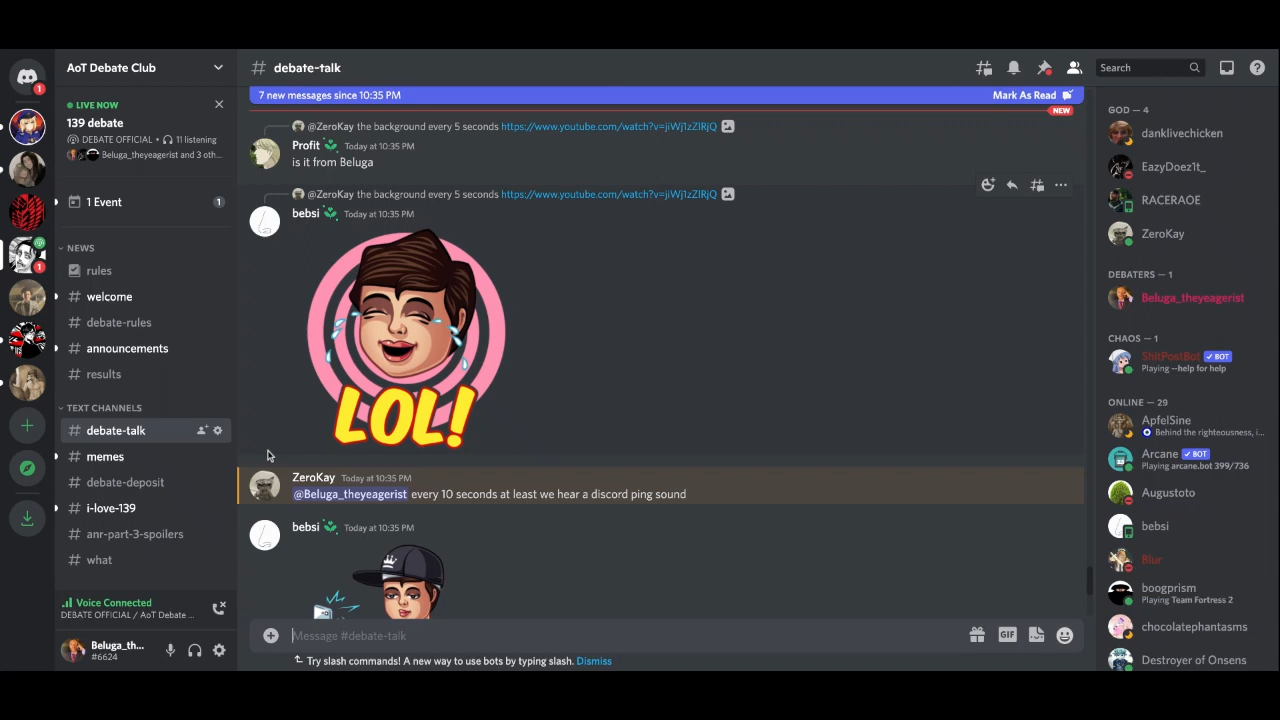 AoT Debate Club
LIVE NOW
139 debate
DEBATE OFFICIAL • 11 listening
Beluga_theyeagerist and 3 oth...
1 Event
1
NEWS
rules
welcome
debate-rules
announcements
results
TEXT CHANNELS
debate-talk
memes
debate-deposit
i-love-139
anr-part-3-spoilers
what
Voice Connected
DEBATE OFFICIAL / AoT Debate ...
Beluga_th...
#6624
1
1
# debate-talk
Search
7 new messages since 10:35 PM
Mark As Read
NEW
@ZeroKay the background every 5 seconds https://www.youtube.com/watch?v=jiWj1zZlRjQ
Profit Today at 10:35 PM
is it from Beluga
@ZeroKay the background every 5 seconds https://www.youtube.com/watch?v=jiWj1zZlRjQ
bebsi Today at 10:35 PM
LOL!
ZeroKay Today at 10:35 PM
@Beluga_theyeagerist every 10 seconds at least we hear a discord ping sound
bebsi Today at 10:35 PM
Message #debate-talk
GIF
Try slash commands! A new way to use bots by typing slash. Dismiss
GOD — 4
danklivechicken
EazyDoez1t_
RACERAOE
ZeroKay
DEBATERS — 1
Beluga_theyeagerist
CHAOS — 1
ShitPostBot ✓ BOT
Playing --help for help
ONLINE — 29
ApfelSine
Behind the righteousness, i...
Arcane ✓ BOT
Playing arcane.bot 399/736
Augustoto
bebsi
Blur
boogprism
Playing Team Fortress 2
chocolatephantasms
Destroyer of Onsens